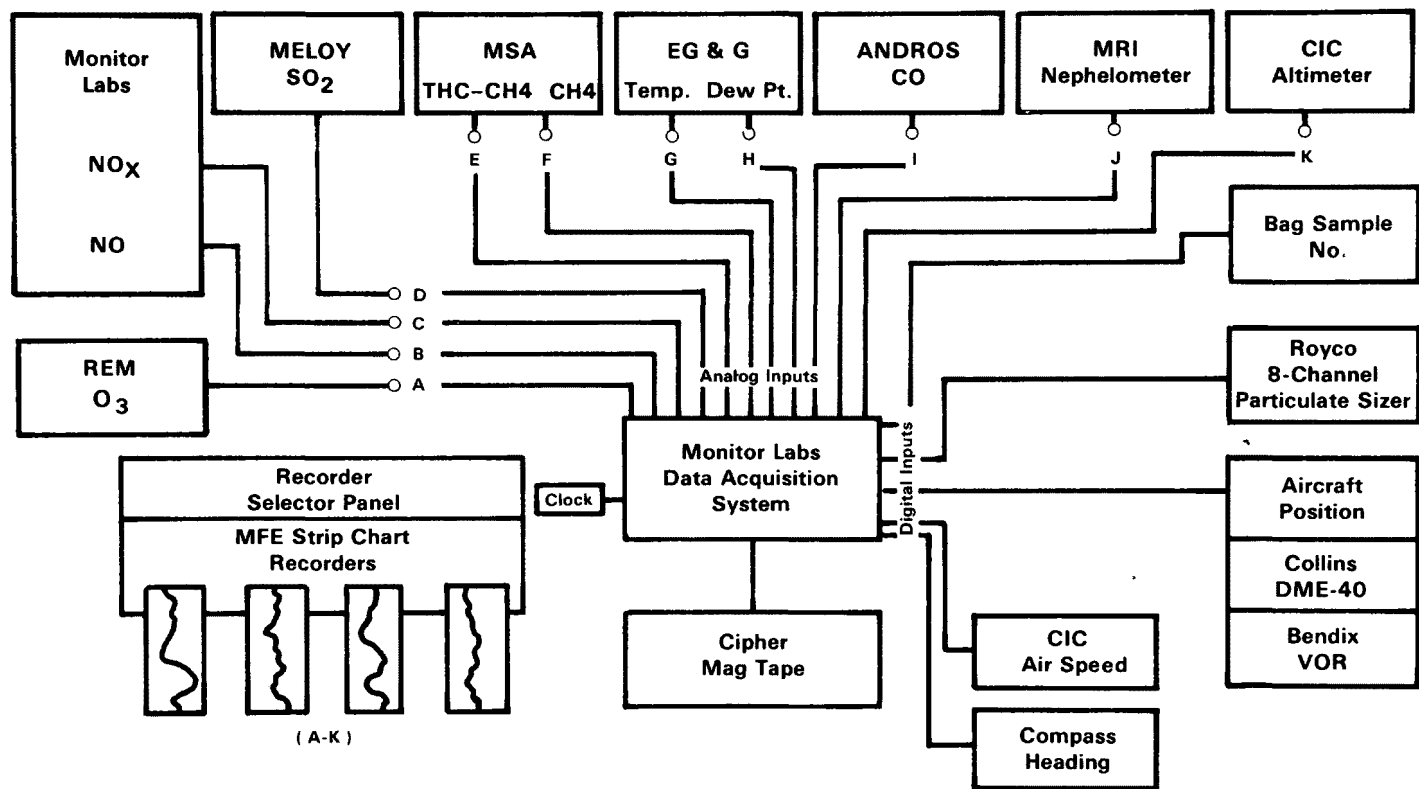 Monitor
Labs
NOX
NO
MELOY
SO2
MSA
THC-CH4 CH4
EG & G
Temp. Dew Pt.
ANDROS
CO
MRI
Nephelometer
CIC
Altimeter
E
F
G
H
I
J
K
Bag Sample
No.
D
C
B
A
REM
O3
Analog Inputs
Royco
8-Channel
Particulate Sizer
Recorder
Selector Panel
MFE Strip Chart
Recorders
(A-K)
Clock
Monitor Labs
Data Acquisition
System
Digital Inputs
Aircraft
Position
Collins
DME-40
Bendix
VOR
Cipher
Mag Tape
CIC
Air Speed
Compass
Heading